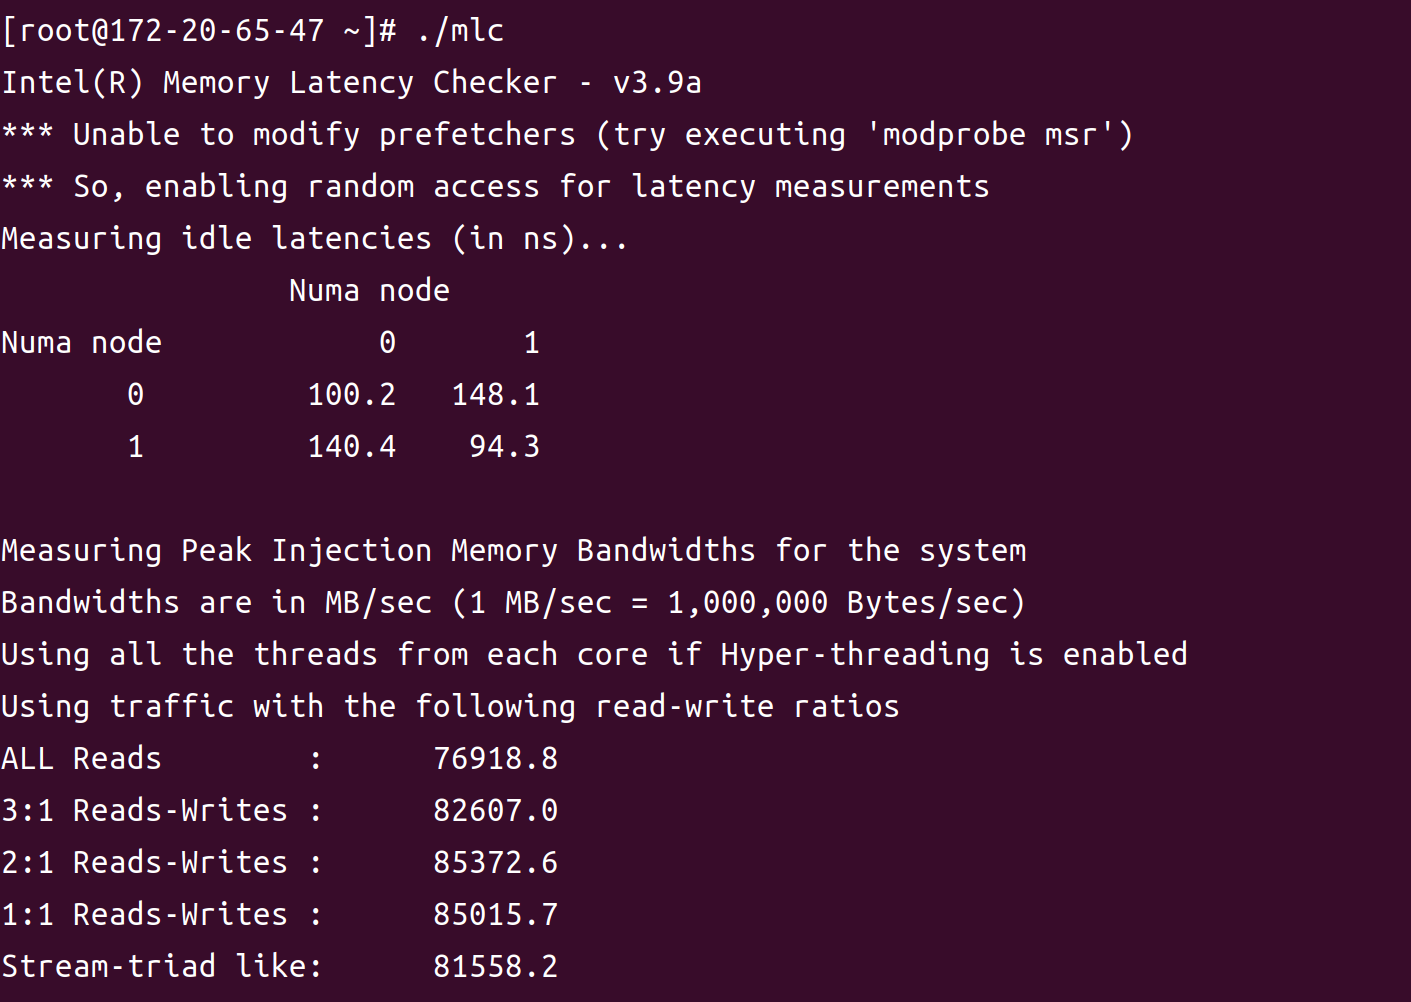 [root@172-20-65-47 ~]# ./mlc
Intel(R) Memory Latency Checker - v3.9a
*** Unable to modify prefetchers (try executing 'modprobe msr')
*** So, enabling random access for latency measurements
Measuring idle latencies (in ns)...
                Numa node
Numa node            0       1
       0         100.2   148.1
       1         140.4    94.3

Measuring Peak Injection Memory Bandwidths for the system
Bandwidths are in MB/sec (1 MB/sec = 1,000,000 Bytes/sec)
Using all the threads from each core if Hyper-threading is enabled
Using traffic with the following read-write ratios
ALL Reads        :      76918.8
3:1 Reads-Writes :      82607.0
2:1 Reads-Writes :      85372.6
1:1 Reads-Writes :      85015.7
Stream-triad like:      81558.2